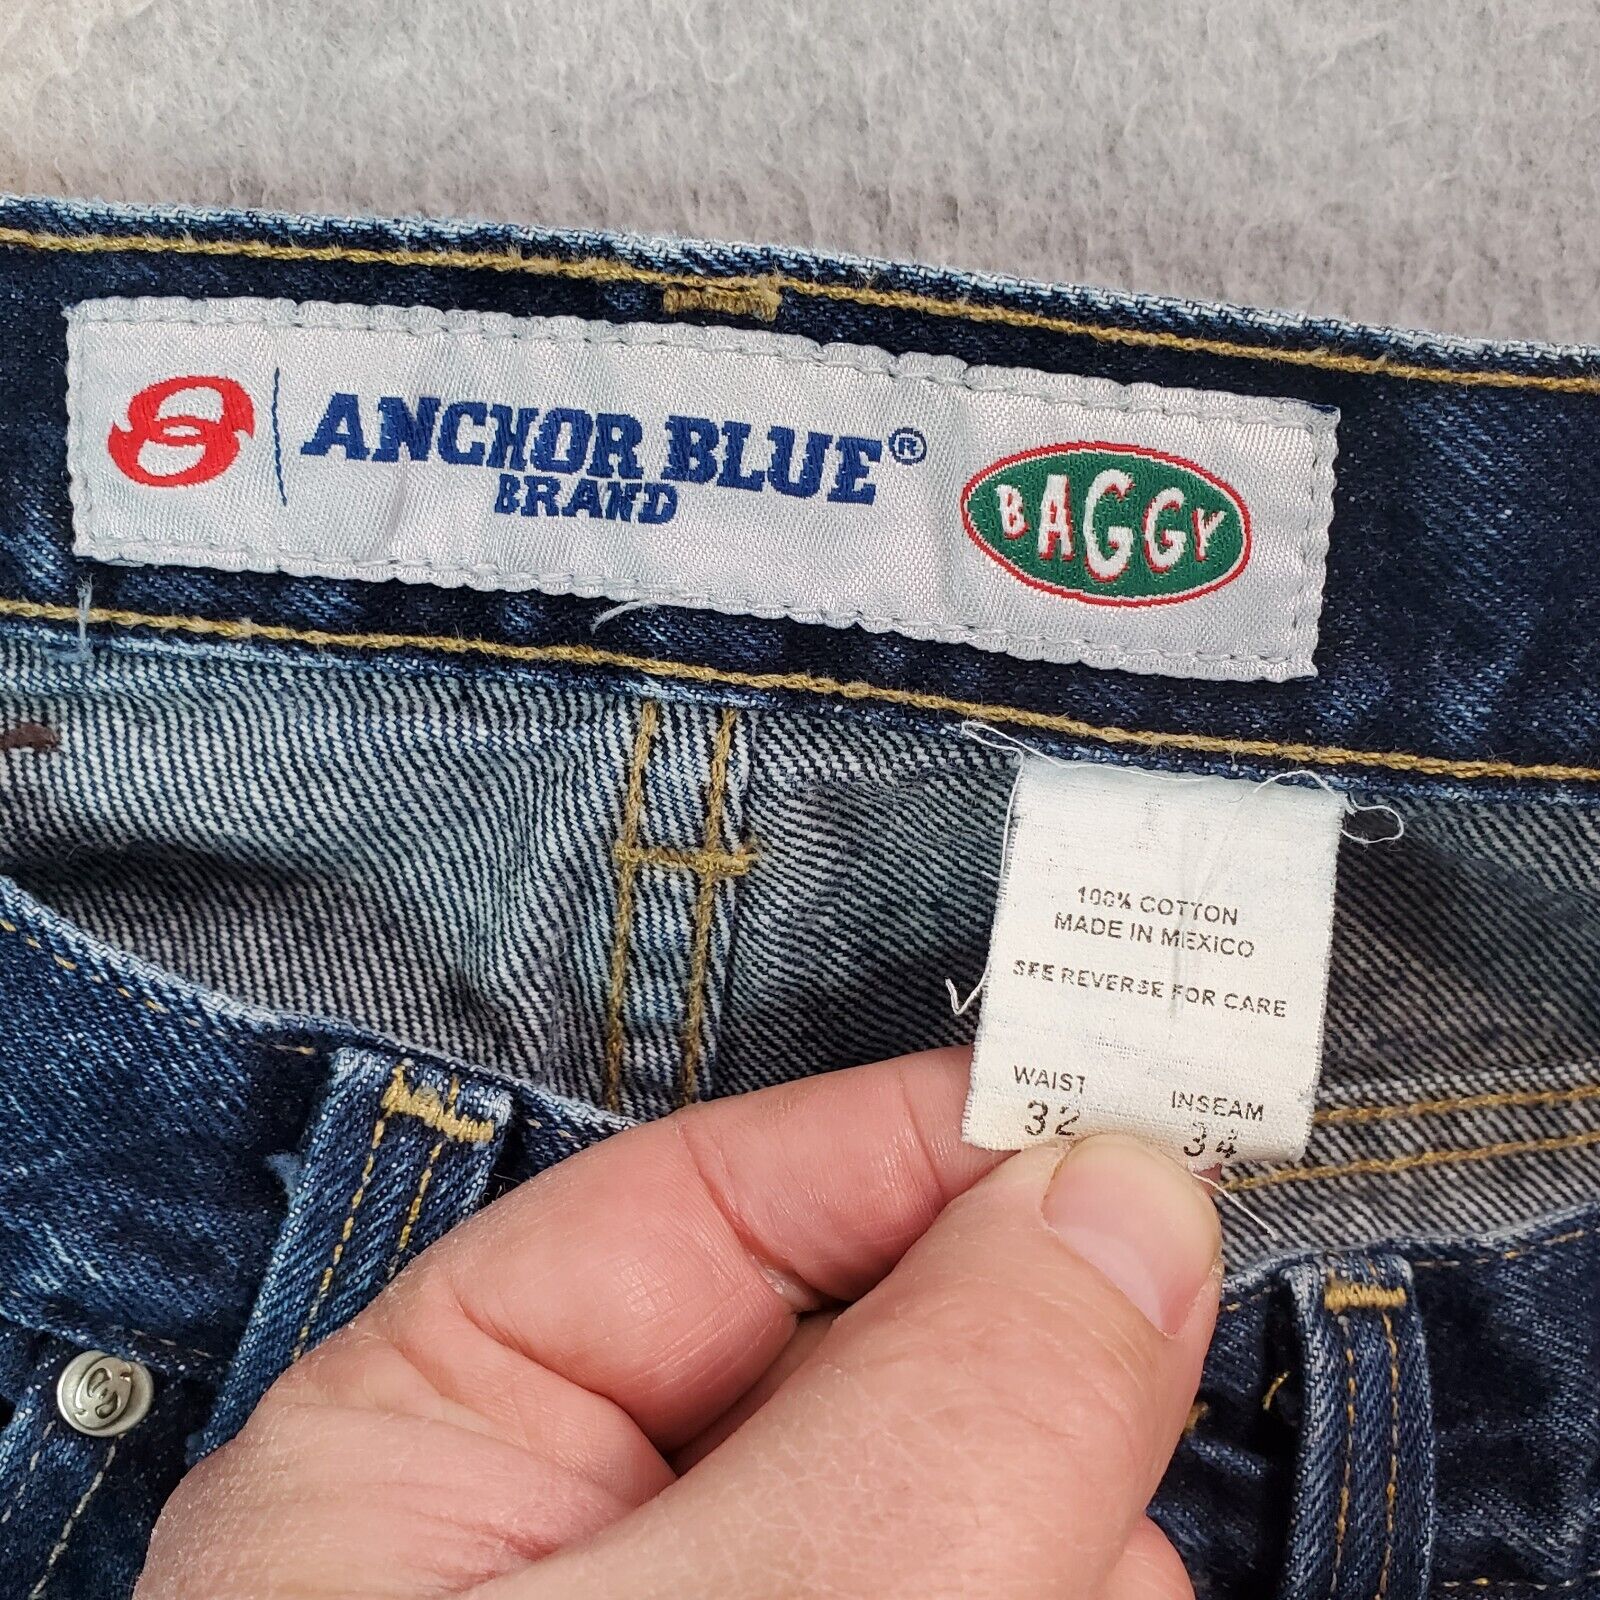 ANCHOR BLUE®
BRAND
BAGGY
100% COTTON
MADE IN MEXICO
SEE REVERSE FOR CARE
WAIST INSEAM
32 34